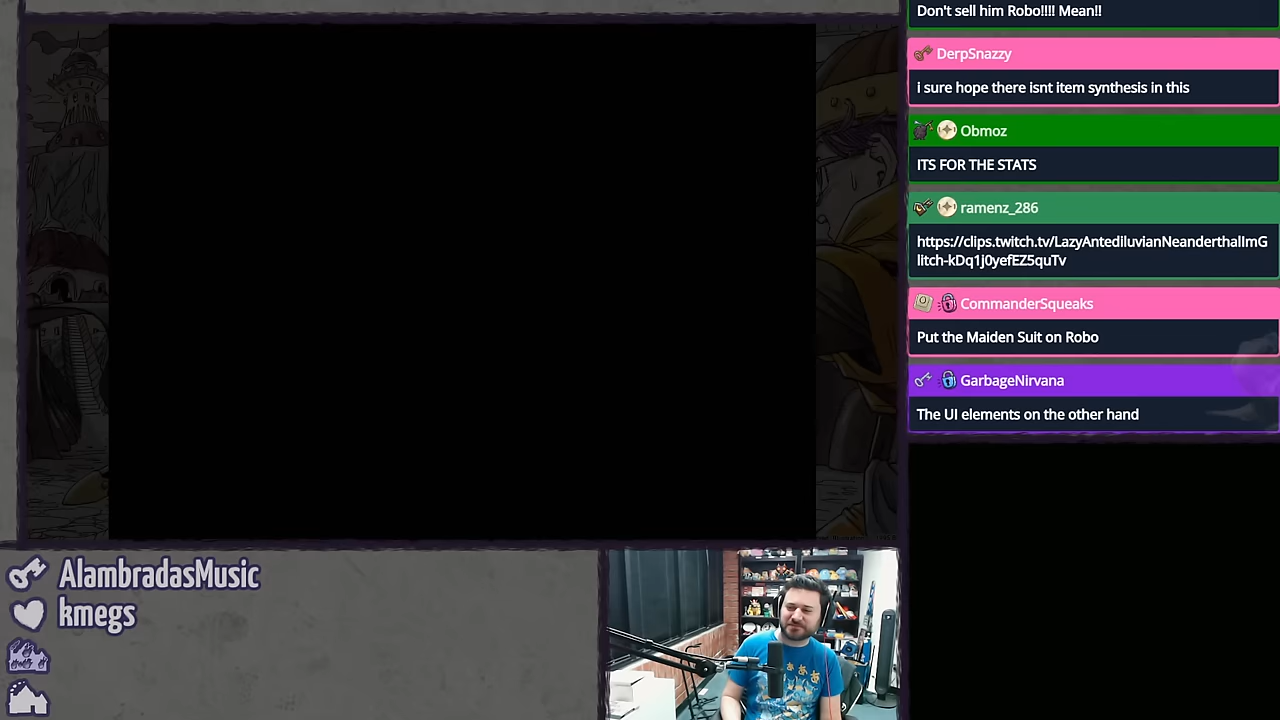 Don't sell him Robo!!!! Mean!!
DerpSnazzy
i sure hope there isnt item synthesis in this
Obmoz
ITS FOR THE STATS
ramenz_286
https://clips.twitch.tv/LazyAntediluvianNeanderthalImG
litch-kDq1j0yefEZ5quTv
CommanderSqueaks
Put the Maiden Suit on Robo
GarbageNirvana
The UI elements on the other hand
AlambradasMusic
kmegs